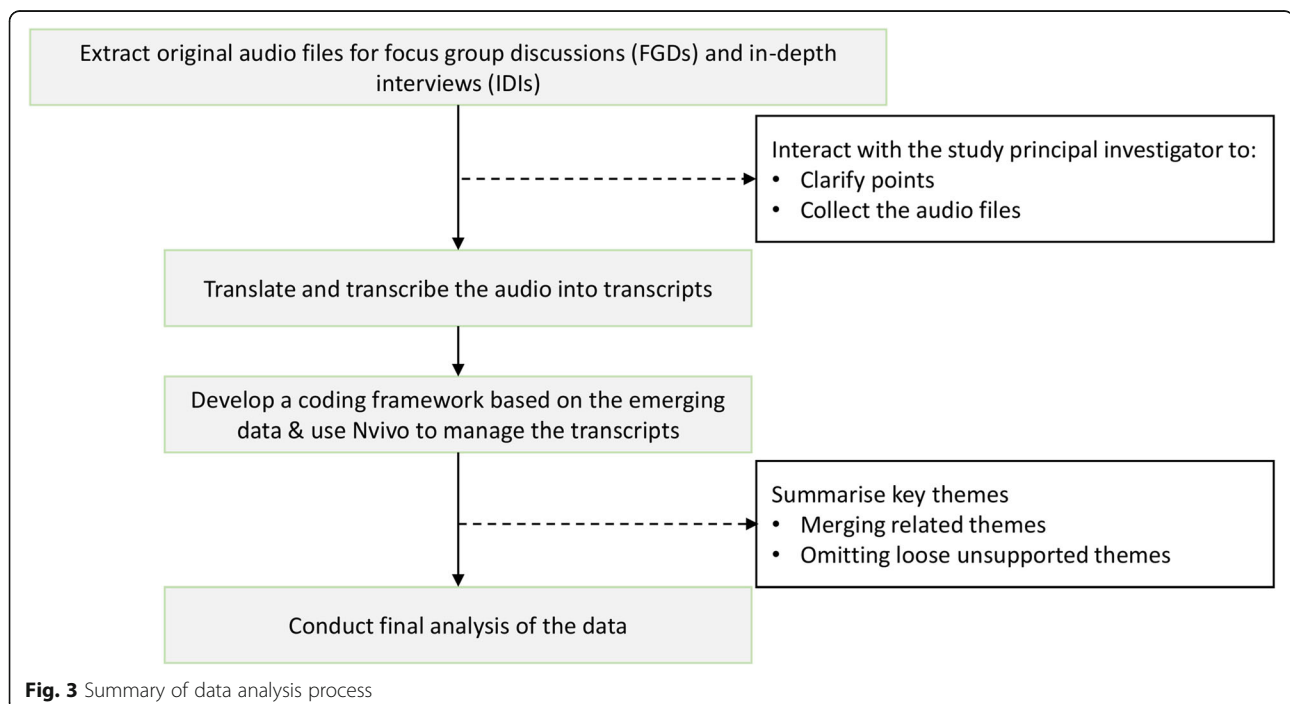 Extract original audio files for focus group discussions (FGDs) and in-depth
interviews (IDIs)
Interact with the study principal investigator to:
• Clarify points
• Collect the audio files
Translate and transcribe the audio into transcripts
Develop a coding framework based on the emerging
data & use Nvivo to manage the transcripts
Summarise key themes
• Merging related themes
• Omitting loose unsupported themes
Conduct final analysis of the data
Fig. 3 Summary of data analysis process